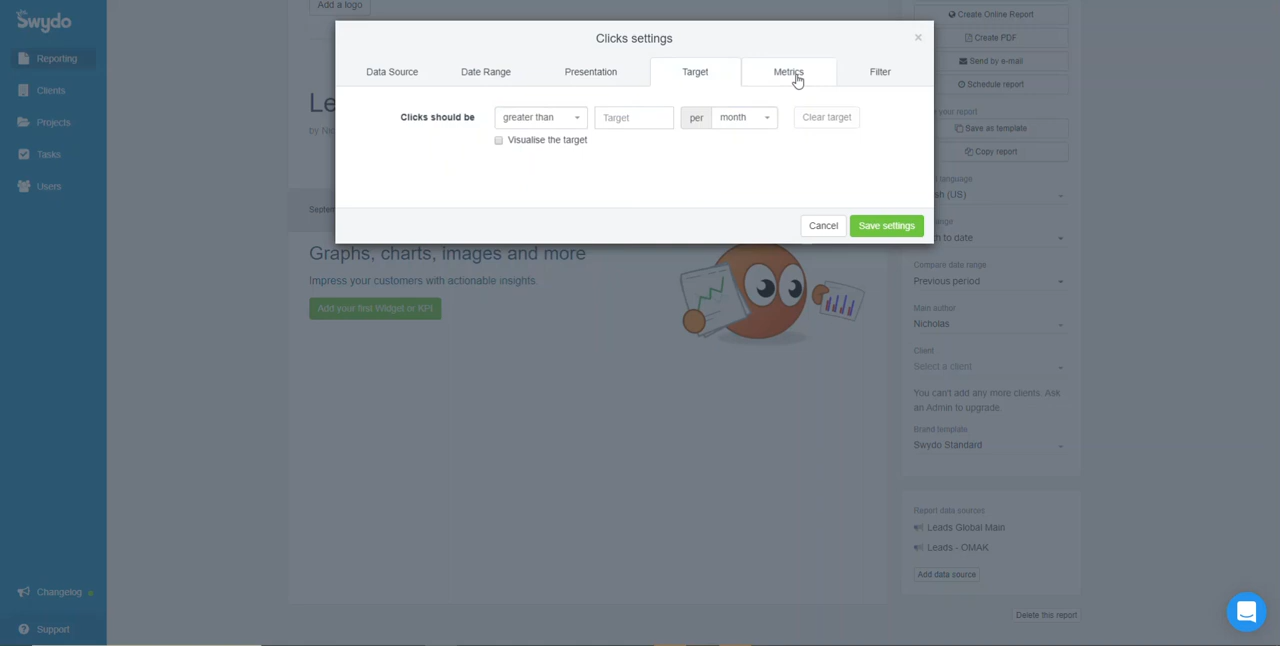 Swydo
Reporting
Clients
Projects
Tasks
Users
Changelog
Support
Add a logo
Clicks settings
×
Data Source
Date Range
Presentation
Target
Metrics
Filter
Clicks should be
greater than
Target
per
month
Clear target
Visualise the target
Cancel
Save settings
Le
by Nic
Septem
Graphs, charts, images and more
Impress your customers with actionable insights.
Add your first Widget or KPI
Create Online Report
Create PDF
Send by e-mail
Schedule report
your report
Save as template
Copy report
language
sh (US)
nge
h to date
Compare date range
Previous period
Main author
Nicholas
Client
Select a client
You can't add any more clients. Ask
an Admin to upgrade.
Brand template
Swydo Standard
Report data sources
Leads Global Main
Leads - OMAK
Add data source
Delete this report